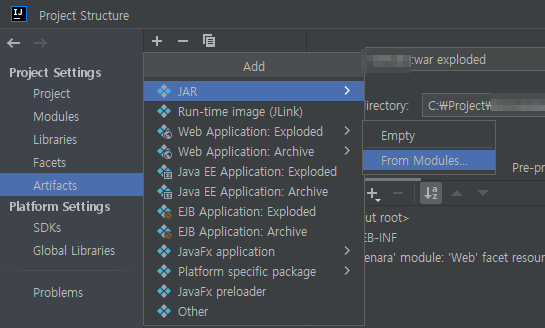 IJ
Project Structure
Project Settings
Project
Modules
Libraries
Facets
Artifacts
Platform Settings
SDKs
Global Libraries
Problems
Add
JAR
Run-time image (JLink)
Web Application: Exploded
Web Application: Archive
Java EE Application: Exploded
Java EE Application: Archive
EJB Application: Exploded
EJB Application: Archive
JavaFx application
Platform specific package
JavaFx preloader
Other
Empty
From Modules...
:war exploded
directory: C:₩Project₩
Pre-pr
ut root>
EB-INF
enara' module: 'Web' facet resour